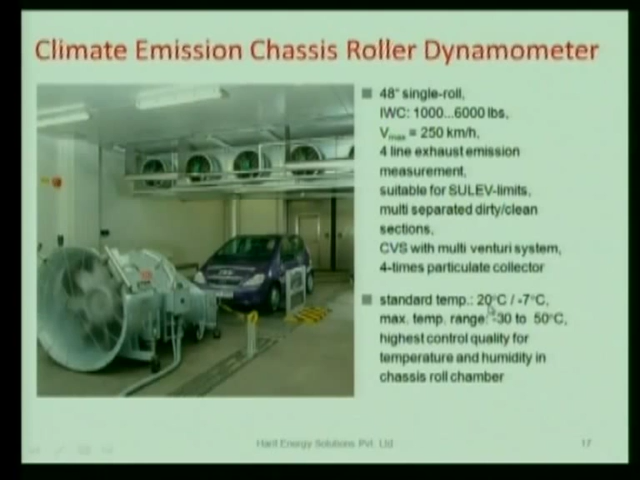 Climate Emission Chassis Roller Dynamometer
48" single-roll,
IWC: 1000...6000 lbs,
Vmax = 250 km/h,
4 line exhaust emission
measurement,
suitable for SULEV-limits,
multi separated dirty/clean
sections,
CVS with multi venturi system,
4-times particulate collector
standard temp.: 20°C / -7°C,
max. temp. range: -30 to 50°C,
highest control quality for
temperature and humidity in
chassis roll chamber
Energy Solutions Pvt. Ltd
17